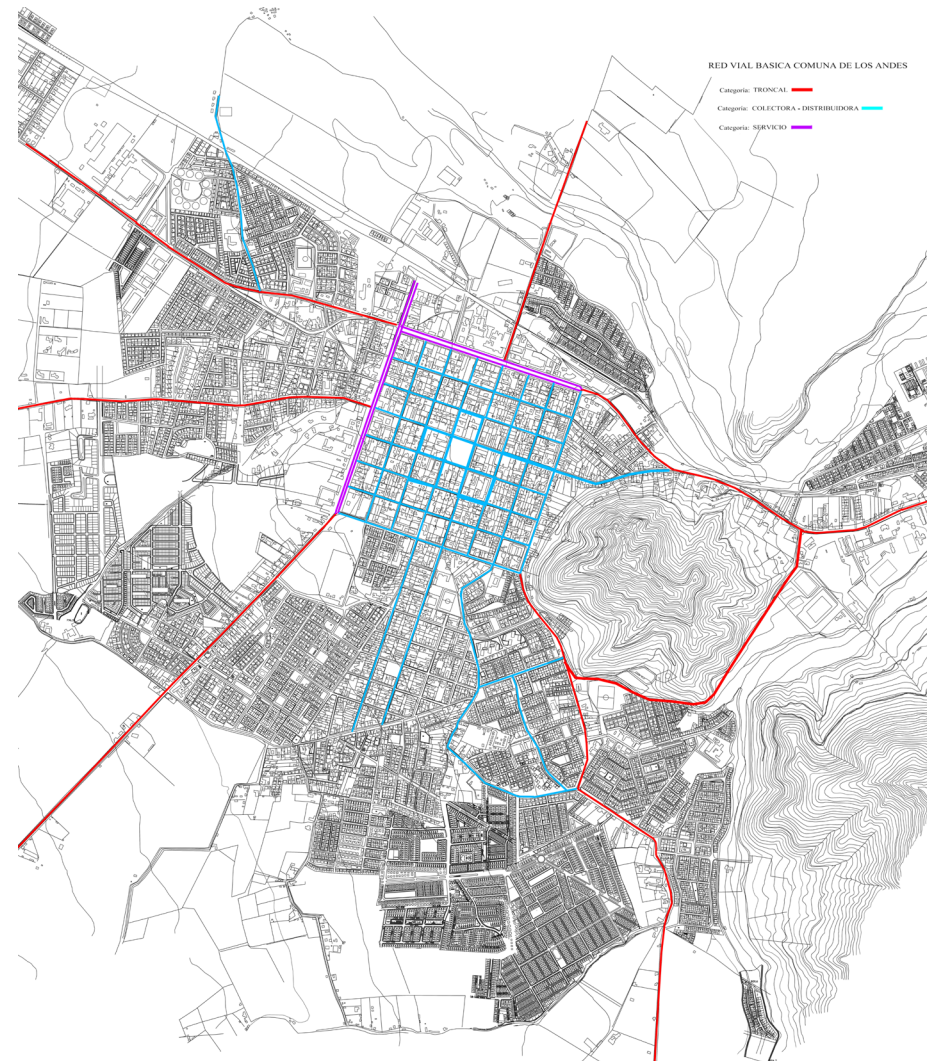 RED VIAL BASICA COMUNA DE LOS ANDES
Categoria: TRONCAL
Categoria: COLECTORA - DISTRIBUIDORA
Categoria: SERVICIO